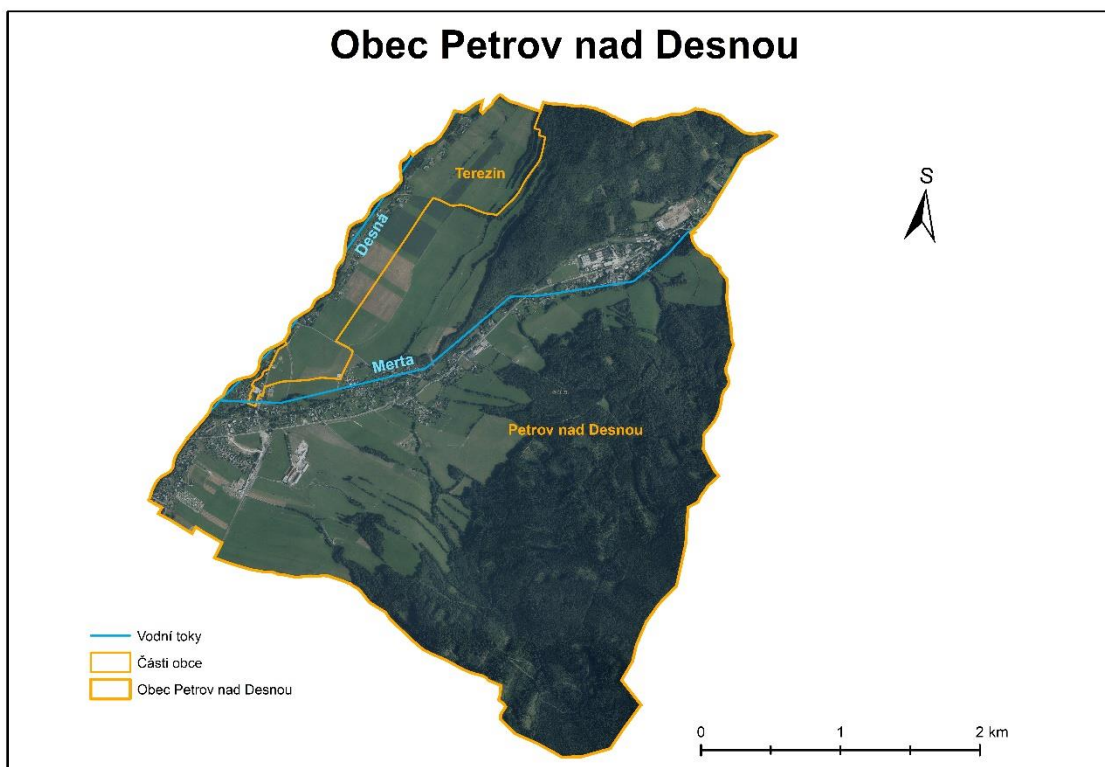 Obec Petrov nad Desnou
Terezín
S
Desná
Merta
Petrov nad Desnou
Vodní toky
Části obce
Obec Petrov nad Desnou
0 1 2 km